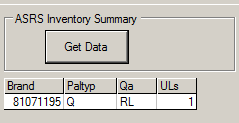 ASRS Inventory Summary
Get Data
Brand Paltyp Qa ULs
81071195 Q RL 1